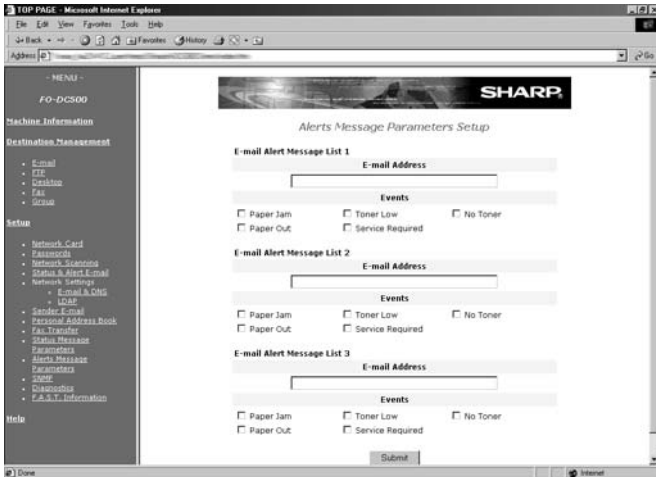 TOP PAGE - Microsoft Internet Explorer
File Edit View Favorites Tools Help
Back Favorites History
Address Go
- MENU -
FO-DC500
Machine Information
Destination Management
E-mail
FTP
Desktop
Fax
Group
Setup
Network Card
Passwords
Network Scanning
Status & Alert E-mail
Network Settings
E-mail & DNS
LDAP
Sender E-mail
Personal Address Book
Fax Transfer
Status Message
Parameters
Alerts Message
Parameters
SNMP
Diagnostics
F.A.S.T. Information
Help
SHARP
Alerts Message Parameters Setup
E-mail Alert Message List 1
E-mail Address
Events
Paper Jam Toner Low No Toner
Paper Out Service Required
E-mail Alert Message List 2
E-mail Address
Events
Paper Jam Toner Low No Toner
Paper Out Service Required
E-mail Alert Message List 3
E-mail Address
Events
Paper Jam Toner Low No Toner
Paper Out Service Required
Submit
Done Internet